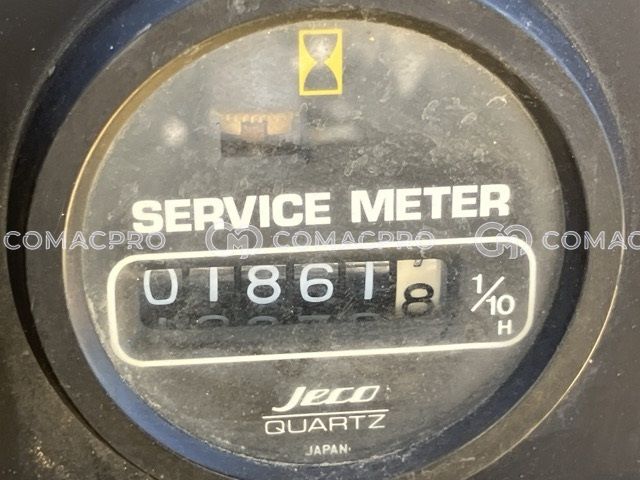 SERVICE METER
COMACPRO COMACPRO COMACPRO
01861 8 1/10
H
Jeco
QUARTZ
JAPAN